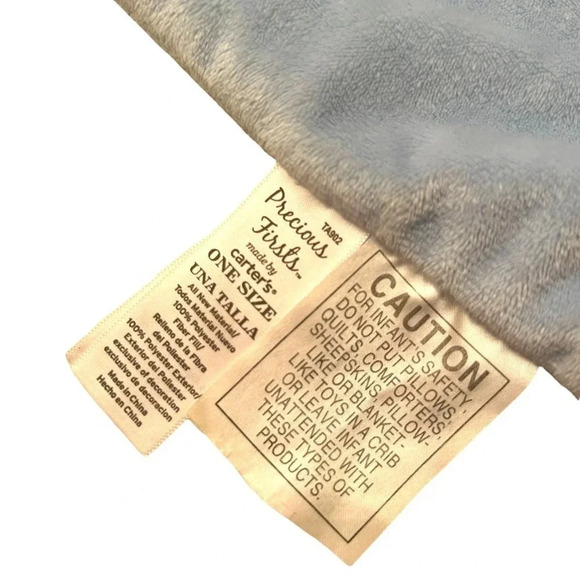 TA902
Precious
Firsts™
made by
carter's®
ONE SIZE
UNA TALLA
All New Material/
Todos Material Nuevo
100% Polyester
Fiber Fill/
Relleno de la Fibra
del Poliester
100% Polyester Exterior/
Exterior del Poliester
exclusive of decoration
exclusivo de decoracion
Made in China
Hecho en China
CAUTION
FOR INFANT'S SAFETY,
DO NOT PUT PILLOWS,
QUILTS, COMFORTERS,
SHEEPSKINS, PILLOW-
LIKE OR BLANKET-
LIKE TOYS IN A CRIB
OR LEAVE INFANT
UNATTENDED WITH
THESE TYPES OF
PRODUCTS.